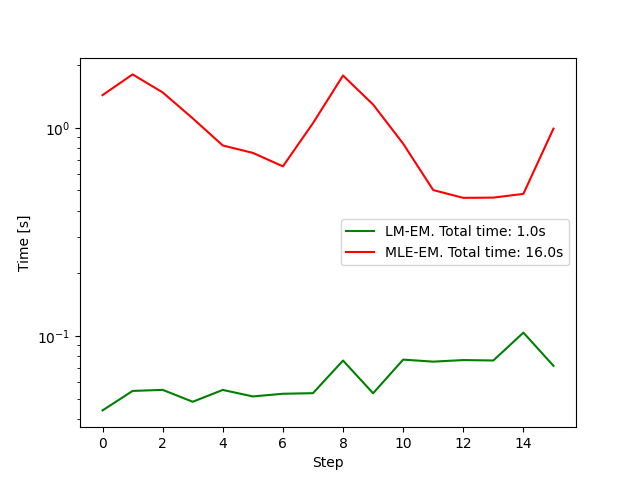 Time [s]
10⁰
LM-EM. Total time: 1.0s
MLE-EM. Total time: 16.0s
10⁻¹
0 2 4 6 8 10 12 14
Step